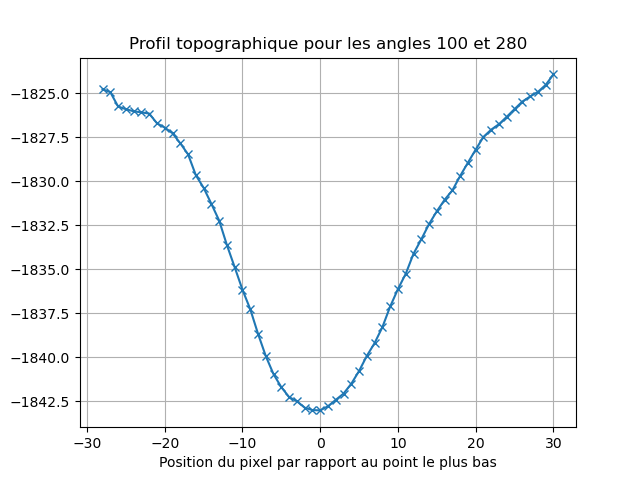 Profil topographique pour les angles 100 et 280
−1825.0
−1827.5
−1830.0
−1832.5
−1835.0
−1837.5
−1840.0
−1842.5
−30 −20 −10 0 10 20 30
Position du pixel par rapport au point le plus bas